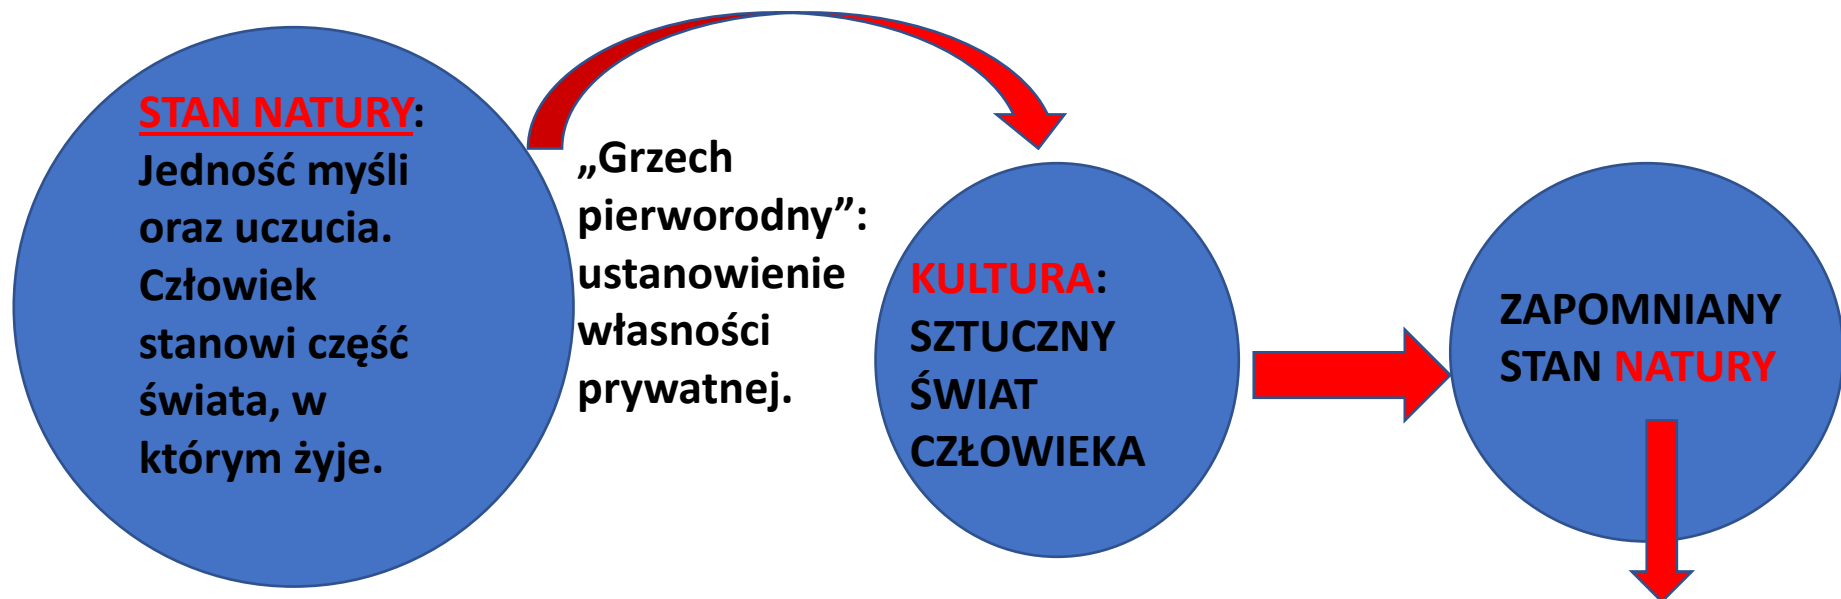 STAN NATURY:
Jedność myśli
oraz uczucia.
Człowiek
stanowi część
świata, w
którym żyje.
„Grzech
pierworodny”:
ustanowienie
własności
prywatnej.
KULTURA:
SZTUCZNY
ŚWIAT
CZŁOWIEKA
ZAPOMNIANY
STAN NATURY